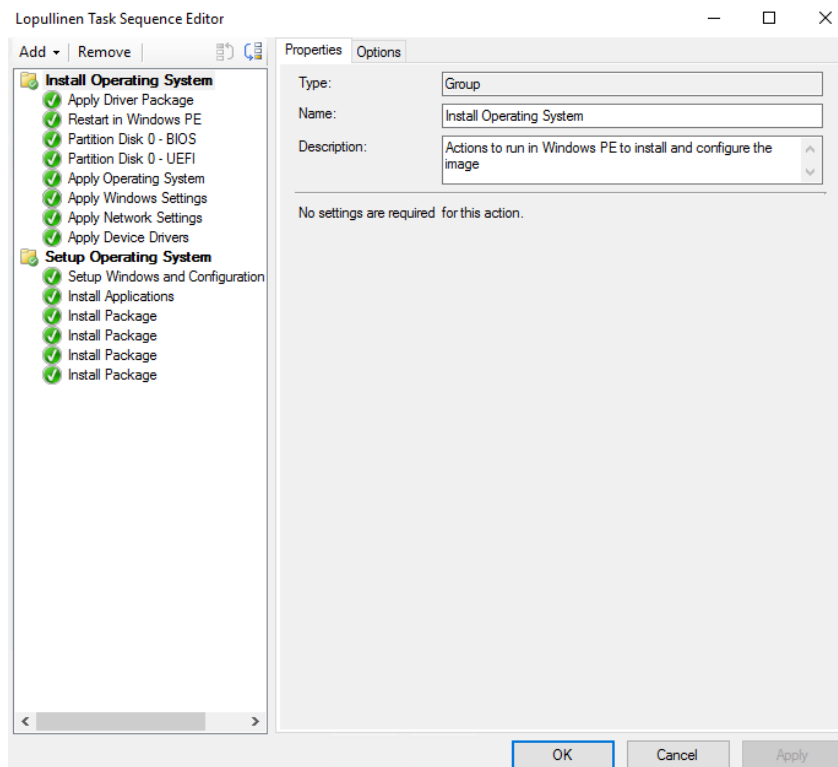 Lopullinen Task Sequence Editor
Add
Remove
Install Operating System
Apply Driver Package
Restart in Windows PE
Partition Disk 0 - BIOS
Partition Disk 0 - UEFI
Apply Operating System
Apply Windows Settings
Apply Network Settings
Apply Device Drivers
Setup Operating System
Setup Windows and Configuration
Install Applications
Install Package
Install Package
Install Package
Install Package
Properties
Options
Type:
Group
Name:
Install Operating System
Description:
Actions to run in Windows PE to install and configure the
image
No settings are required for this action.
OK
Cancel
Apply